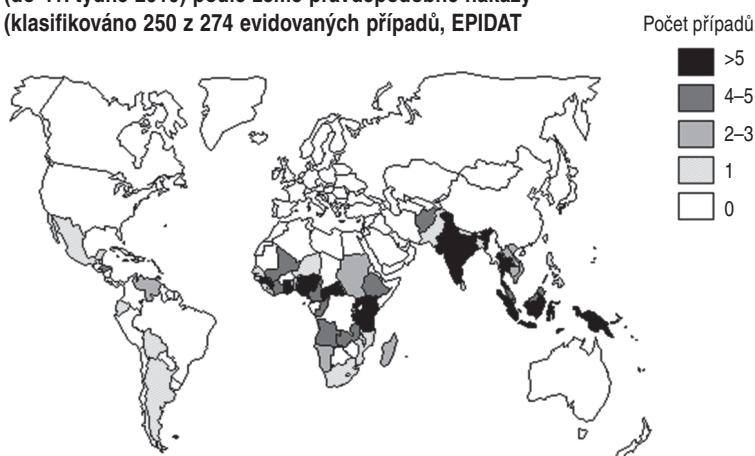 (klasifikováno 250 z 274 evidovaných případů, EPIDAT
Počet případů
>5
4–5
2–3
1
0